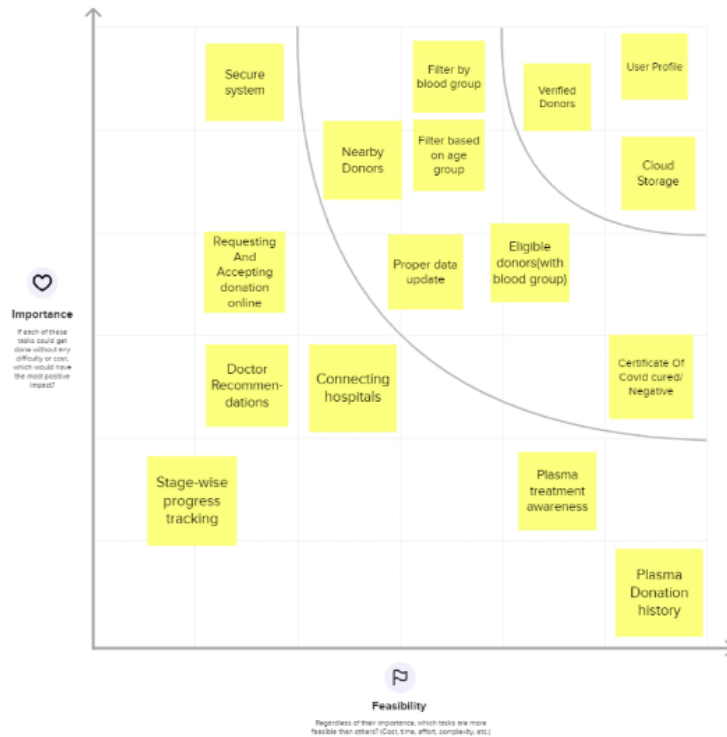 Secure
system
Filter by
blood group
Verified
Donors
User Profile
Nearby
Donors
Filter based
on age
group
Cloud
Storage
Requesting
And
Accepting
donation
online
Proper data
update
Eligible
donors(with
blood group)
Importance
If each of these
tasks could get
done without any
difficulty or cost,
which would have
the most positive
impact?
Doctor
Recommen-
dations
Connecting
hospitals
Certificate Of
Covid cured/
Negative
Stage-wise
progress
tracking
Plasma
treatment
awareness
Plasma
Donation
history
Feasibility
Regardless of their importance, which tasks are more
feasible than others? (Cost, time, effort, complexity, etc.)